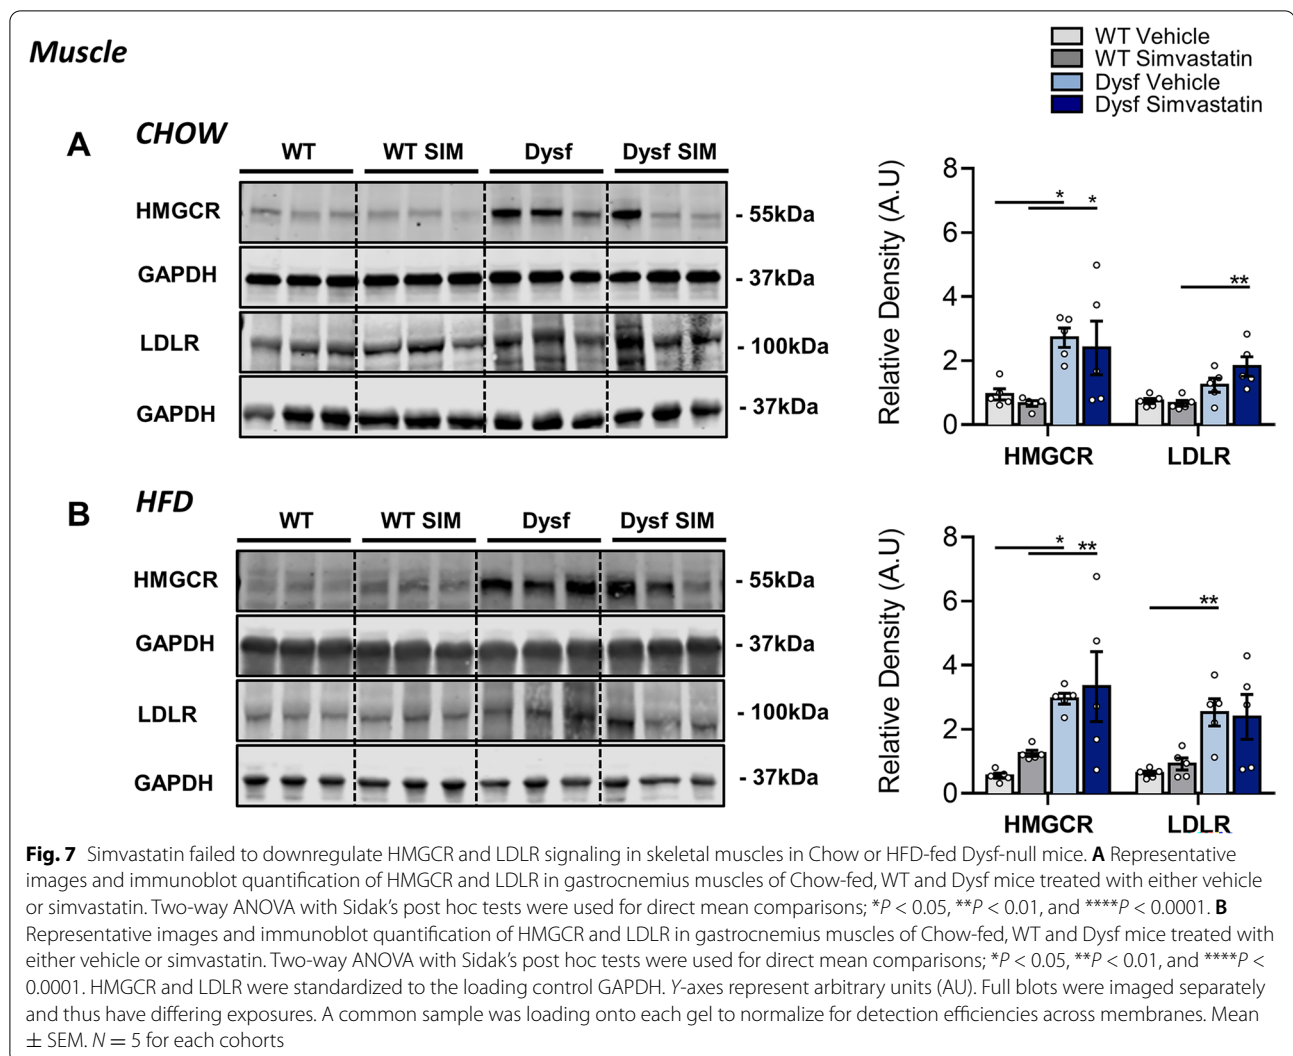 Muscle
WT Vehicle
WT Simvastatin
Dysf Vehicle
Dysf Simvastatin
A CHOW
WT WT SIM Dysf Dysf SIM
HMGCR - 55kDa
GAPDH - 37kDa
LDLR - 100kDa
GAPDH - 37kDa
Relative Density (A.U)
8
6
4
2
0
* * **
HMGCR LDLR
B HFD
WT WT SIM Dysf Dysf SIM
HMGCR - 55kDa
GAPDH - 37kDa
LDLR - 100kDa
GAPDH - 37kDa
Relative Density (A.U)
8
6
4
2
0
* ** **
HMGCR LDLR
Fig. 7 Simvastatin failed to downregulate HMGCR and LDLR signaling in skeletal muscles in Chow or HFD-fed Dysf-null mice. A Representative
images and immunoblot quantification of HMGCR and LDLR in gastrocnemius muscles of Chow-fed, WT and Dysf mice treated with either vehicle
or simvastatin. Two-way ANOVA with Sidak's post hoc tests were used for direct mean comparisons; *P < 0.05, **P < 0.01, and ****P < 0.0001. B
Representative images and immunoblot quantification of HMGCR and LDLR in gastrocnemius muscles of Chow-fed, WT and Dysf mice treated with
either vehicle or simvastatin. Two-way ANOVA with Sidak's post hoc tests were used for direct mean comparisons; *P < 0.05, **P < 0.01, and ****P <
0.0001. HMGCR and LDLR were standardized to the loading control GAPDH. Y-axes represent arbitrary units (AU). Full blots were imaged separately
and thus have differing exposures. A common sample was loading onto each gel to normalize for detection efficiencies across membranes. Mean
± SEM. N = 5 for each cohorts